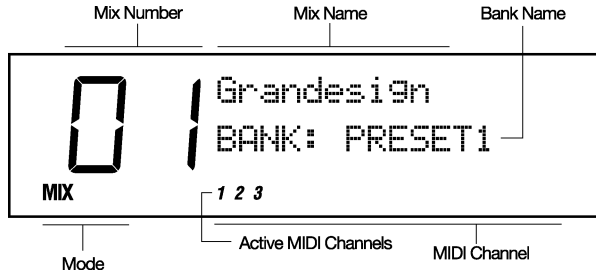 Mix Number Mix Name Bank Name
01 Grandesi9n
BANK: PRESET1
MIX 1 2 3
Mode Active MIDI Channels MIDI Channel